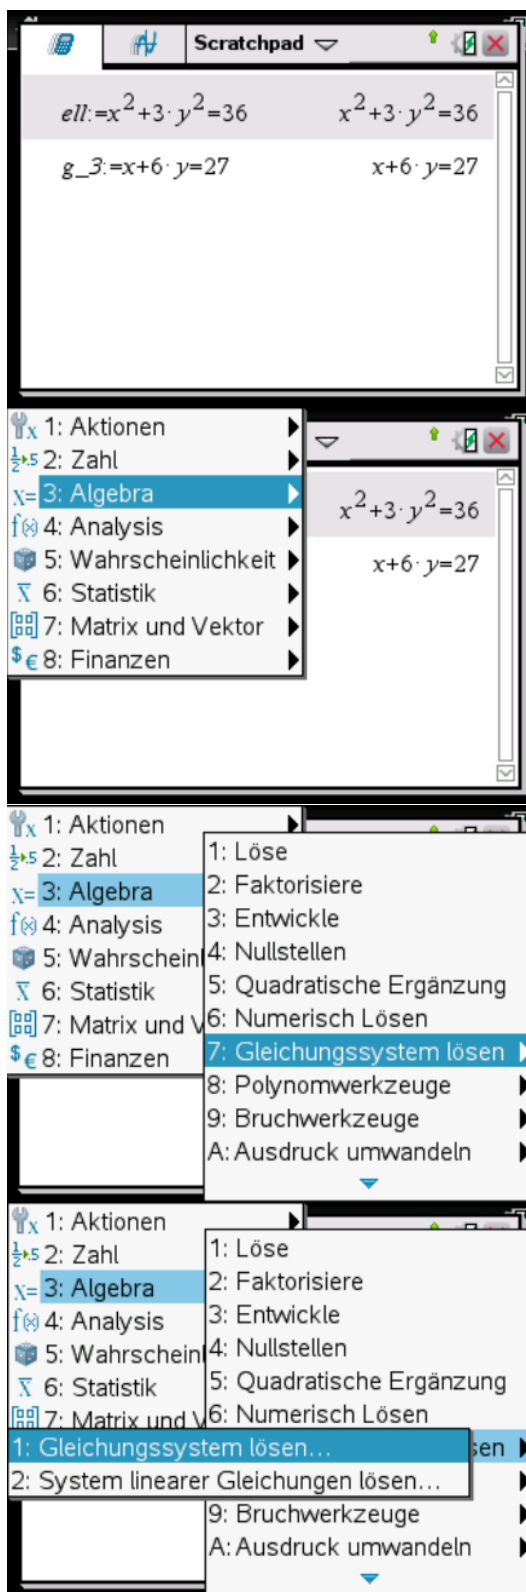 Scratchpad
ell:=x²+3·y²=36 x²+3·y²=36
g_3:=x+6·y=27 x+6·y=27
1: Aktionen
2: Zahl
3: Algebra
4: Analysis
5: Wahrscheinlichkeit
6: Statistik
7: Matrix und Vektor
8: Finanzen
x²+3·y²=36
x+6·y=27
1: Aktionen
2: Zahl
3: Algebra
4: Analysis
5: Wahrscheinl
6: Statistik
7: Matrix und V
8: Finanzen
1: Löse
2: Faktorisiere
3: Entwickle
4: Nullstellen
5: Quadratische Ergänzung
6: Numerisch Lösen
7: Gleichungssystem lösen
8: Polynomwerkzeuge
9: Bruchwerkzeuge
A: Ausdruck umwandeln
1: Aktionen
2: Zahl
3: Algebra
4: Analysis
5: Wahrscheinl
6: Statistik
7: Matrix und V
1: Löse
2: Faktorisiere
3: Entwickle
4: Nullstellen
5: Quadratische Ergänzung
6: Numerisch Lösen
sen
1: Gleichungssystem lösen...
2: System linearer Gleichungen lösen...
9: Bruchwerkzeuge
A: Ausdruck umwandeln